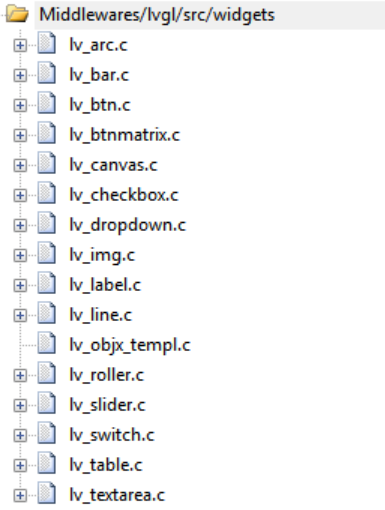 Middlewares/lvgl/src/widgets
lv_arc.c
lv_bar.c
lv_btn.c
lv_btnmatrix.c
lv_canvas.c
lv_checkbox.c
lv_dropdown.c
lv_img.c
lv_label.c
lv_line.c
lv_objx_templ.c
lv_roller.c
lv_slider.c
lv_switch.c
lv_table.c
lv_textarea.c